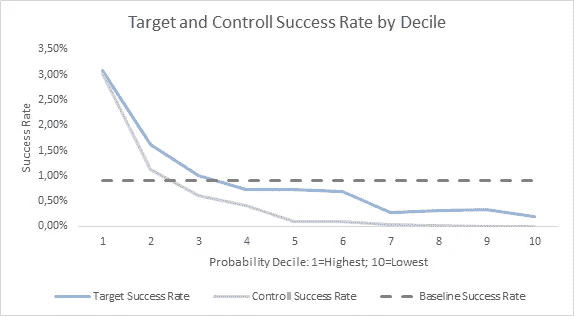 Target and Controll Success Rate by Decile
3,50%
3,00%
2,50%
2,00%
1,50%
1,00%
0,50%
0,00%
Success Rate
1 2 3 4 5 6 7 8 9 10
Probability Decile: 1=Highest; 10=Lowest
Target Success Rate Controll Success Rate Baseline Success Rate